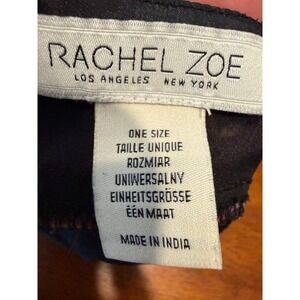 RACHEL ZOE
LOS ANGELES NEW YORK
ONE SIZE
TAILLE UNIQUE
ROZMIAR
UNIWERSALNY
EINHEITSGRÖSSE
ÉÉN MAAT
MADE IN INDIA